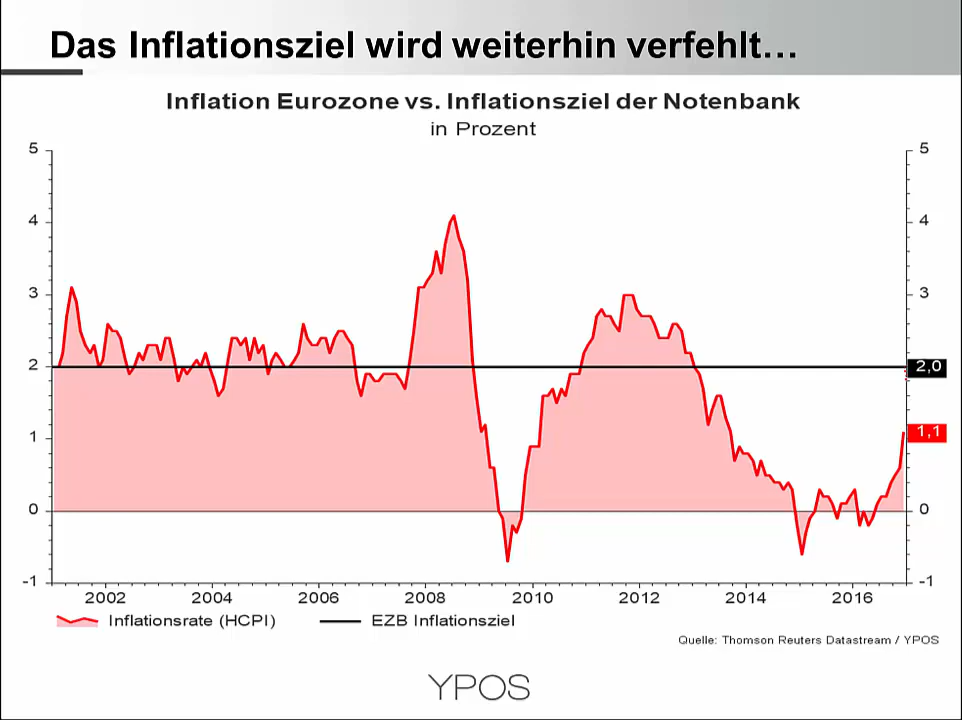 Das Inflationsziel wird weiterhin verfehlt…
Inflation Eurozone vs. Inflationsziel der Notenbank
in Prozent
5 5
4 4
3 3
2 2,0
1 1,1
0 0
-1 -1
2002 2004 2006 2008 2010 2012 2014 2016
Inflationsrate (HCPI) EZB Inflationsziel
Quelle: Thomson Reuters Datastream / YPOS
YPOS